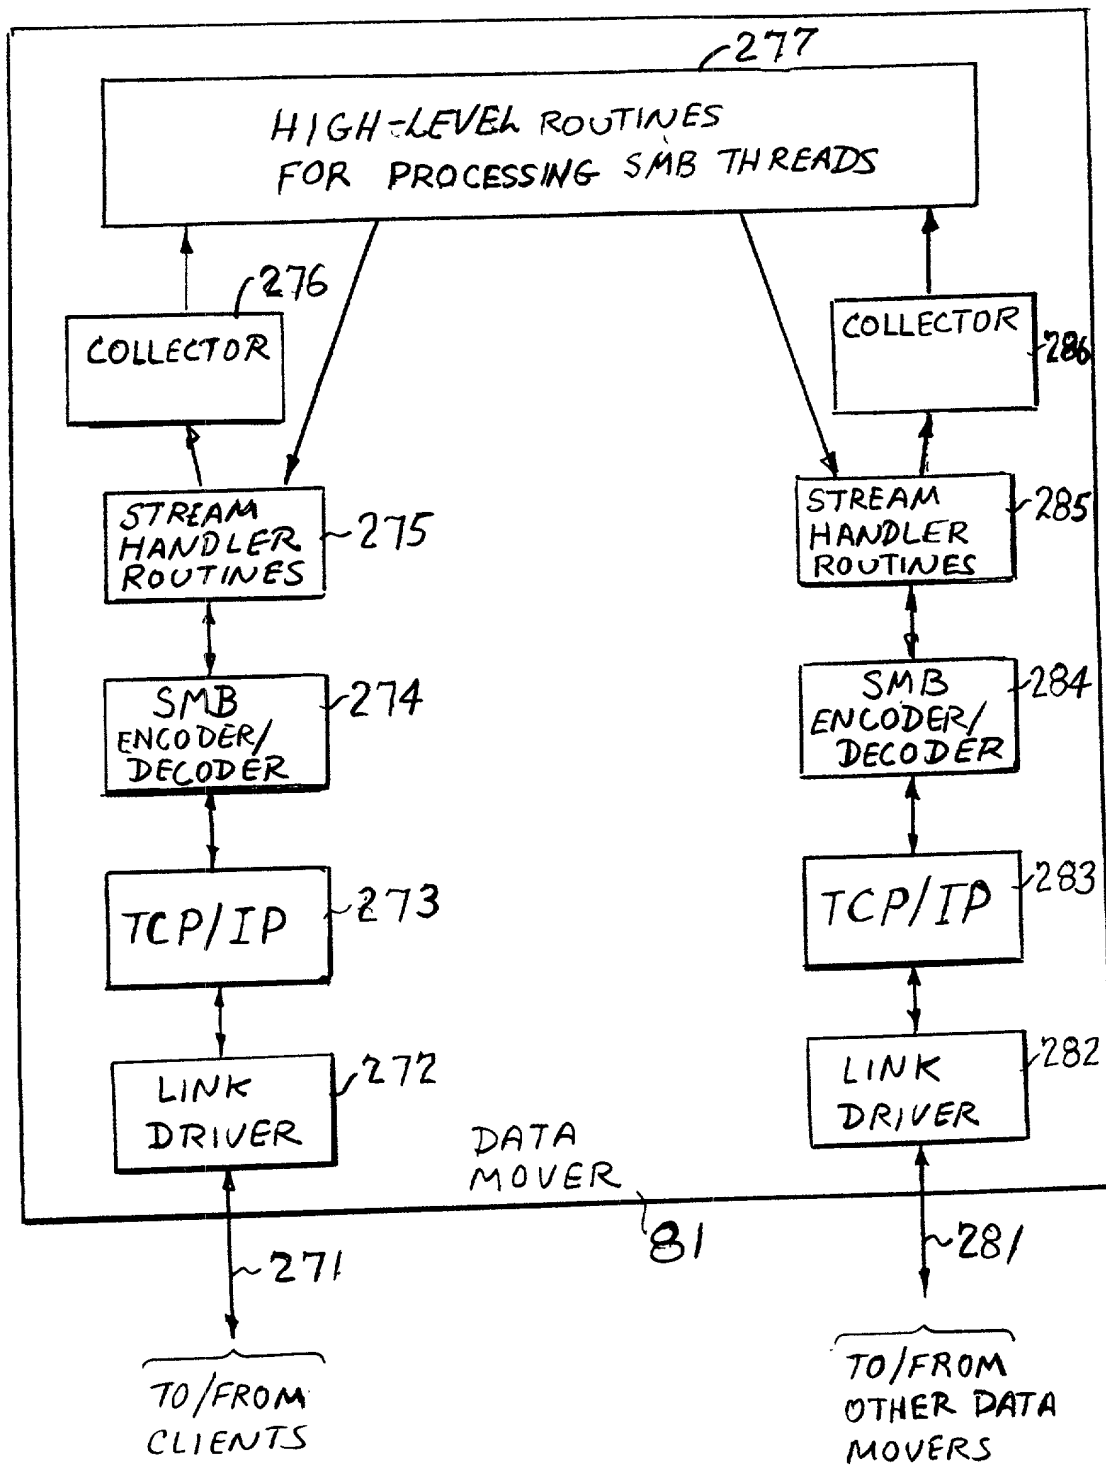 277
HIGH-LEVEL ROUTINES
FOR PROCESSING SMB THREADS
276
COLLECTOR
COLLECTOR
286
STREAM
HANDLER
ROUTINES
275
STREAM
HANDLER
ROUTINES
285
SMB
ENCODER/
DECODER
274
SMB
ENCODER/
DECODER
284
TCP/IP
273
TCP/IP
283
LINK
DRIVER
272
LINK
DRIVER
282
DATA
MOVER
81
271
281
TO/FROM
CLIENTS
TO/FROM
OTHER DATA
MOVERS